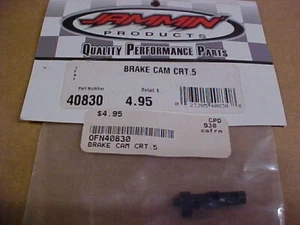 JAMMIN
PRODUCTS
QUALITY PERFORMANCE PARTS
BRAKE CAM CRT.5
Part Number
Retail $
40830
4.95
$4.95
OFN40830
BRAKE CAM CRT.5